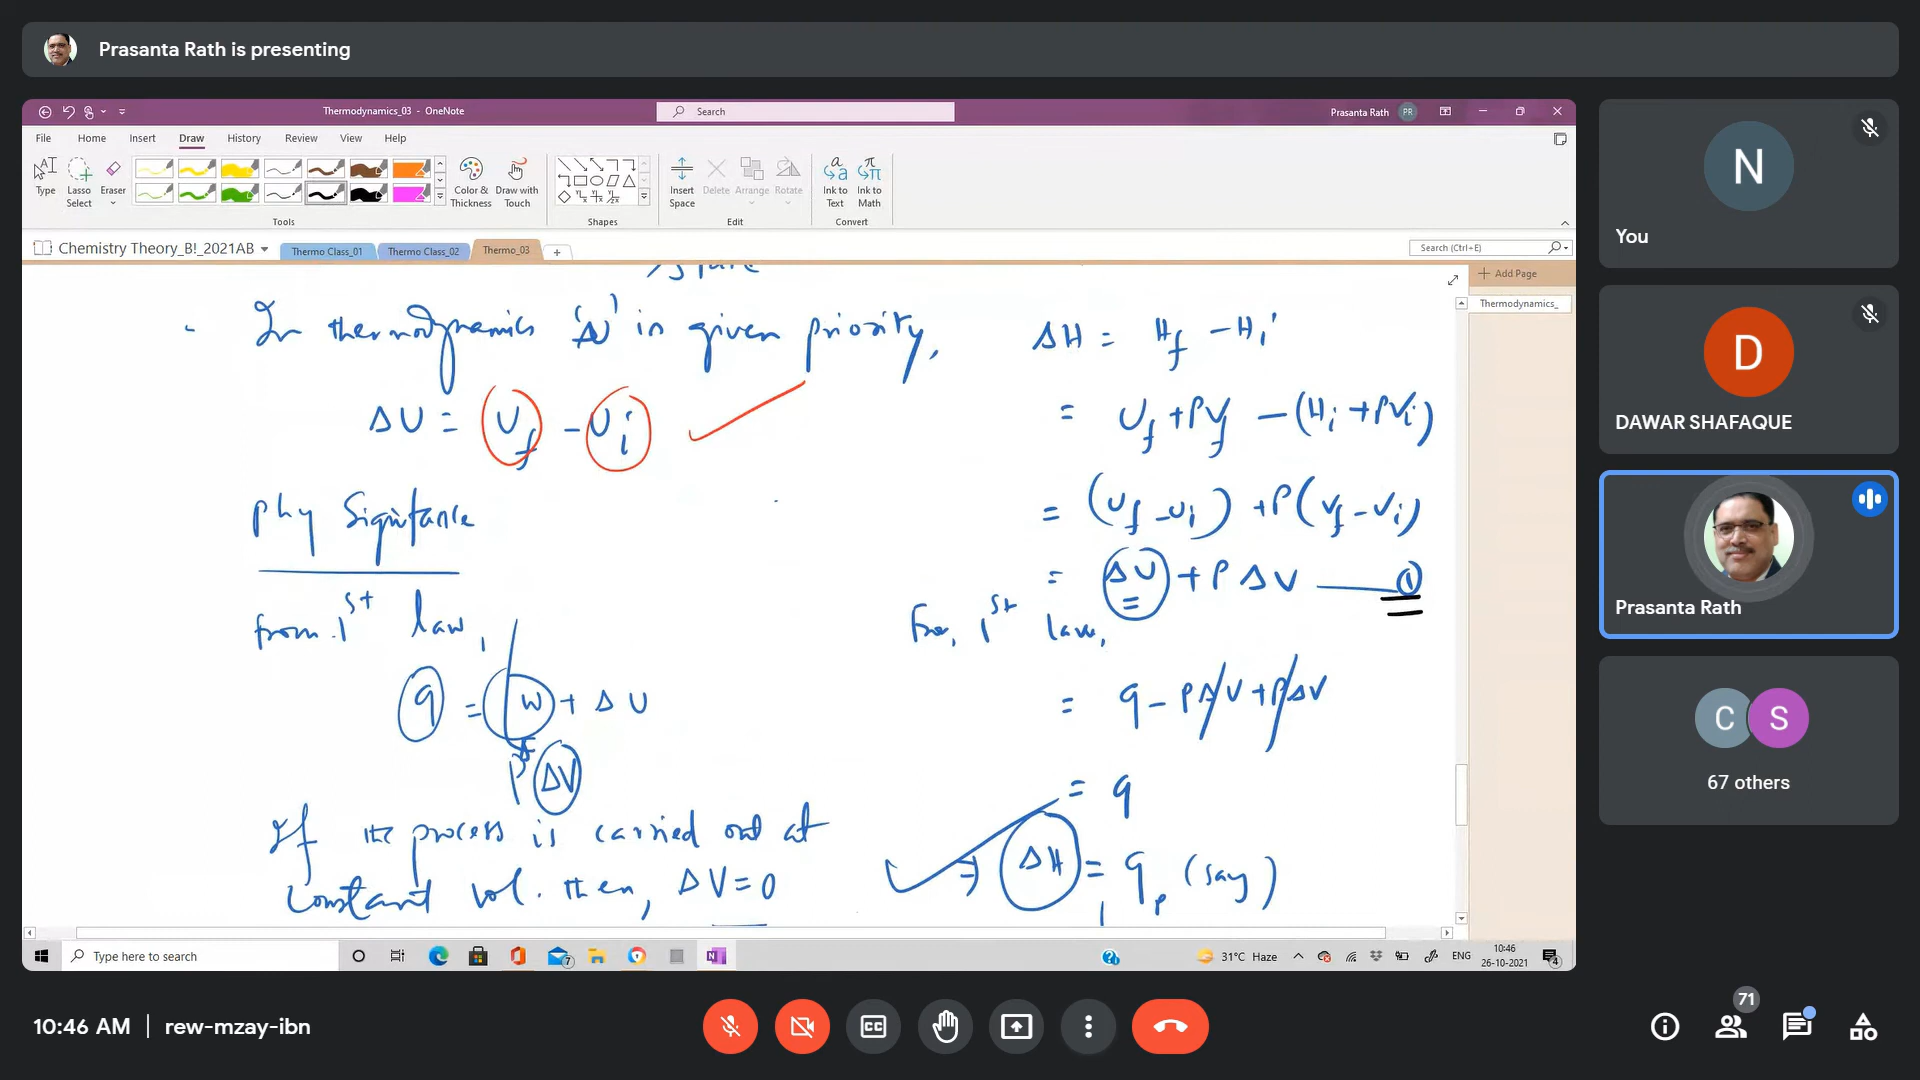 Prasanta Rath is presenting
Thermodynamics_03 - OneNote
Search
Prasanta Rath PR
File Home Insert Draw History Review View Help
Type
Lasso Select
Eraser
Color & Thickness
Draw with Touch
Insert Space
Delete
Arrange
Rotate
Ink to Text
Ink to Math
Tools
Shapes
Edit
Convert
Chemistry Theory_B!_2021AB
Thermo Class_01 Thermo Class_02 Thermo_03
Search (Ctrl+E)
Add Page
Thermodynamics_
- In thermodynamics 'Δ' is given priority,
ΔU = Uf - Ui
Phy Signifance
from 1st law,
q = w + ΔU
PΔV
If the process is carried out at
constant vol. then, ΔV = 0
ΔH = Hf - Hi
= Uf + PVf - (Hi + PVi)
= (Uf - Ui) + P(Vf - Vi)
= ΔU + PΔV ①
1st law,
= q - PΔV + PΔV
= q
⇒ ΔH = qp (say)
Type here to search
7
31°C Haze
ENG
10:46
26-10-2021
4
N
You
D
DAWAR SHAFAQUE
Prasanta Rath
C S
67 others
10:46 AM | rew-mzay-ibn
CC
71